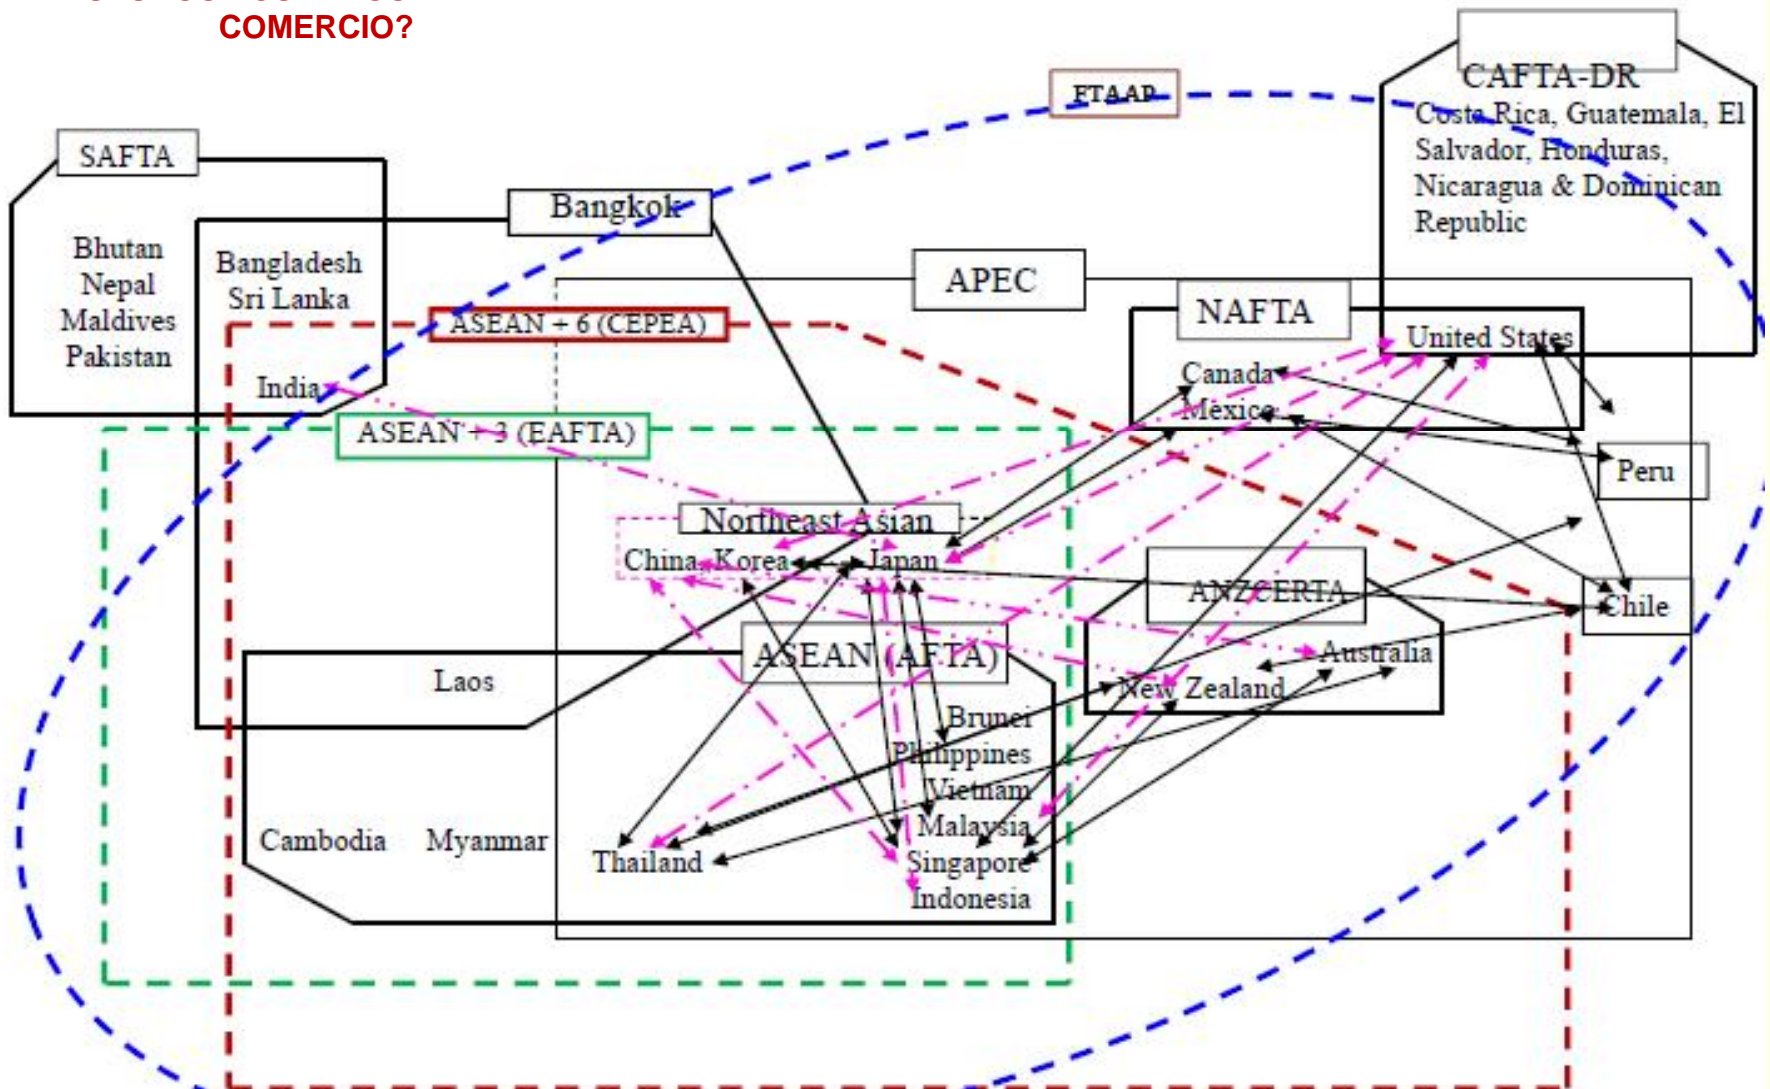 COMERCIO?
CAFTA-DR
Costa Rica, Guatemala, El
Salvador, Honduras,
Nicaragua & Dominican
Republic
FTAAP
SAFTA
Bangkok
Bhutan
Nepal
Maldives
Pakistan
Bangladesh
Sri Lanka
India
APEC
NAFTA
ASEAN + 6 (CEPEA)
United States
Canada
Mexico
ASEAN + 3 (EAFTA)
Peru
Northeast Asian
China, Korea
Japan
ANZCERTA
Chile
Australia
New Zealand
ASEAN (AFTA)
Laos
Brunei
Philippines
Vietnam
Malaysia
Singapore
Indonesia
Cambodia
Myanmar
Thailand